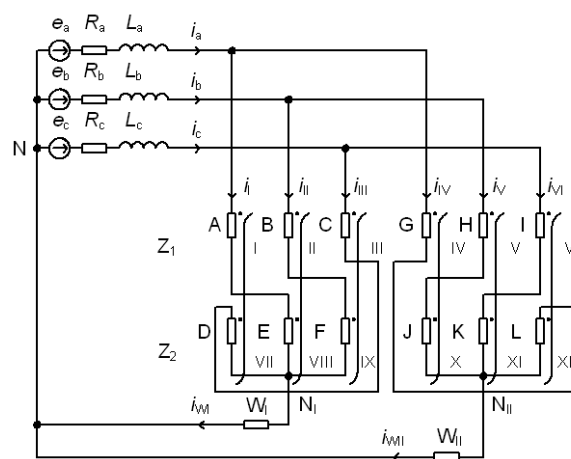 ea Ra La ia
eb Rb Lb ib
ec Rc Lc ic
N
iI iII iIII iIV iV iVI
A B C G H I
Z1 I II III IV V V
D E F J K L
Z2 VII VIII IX X XI XI
iWI WI NI NII
iWII WII